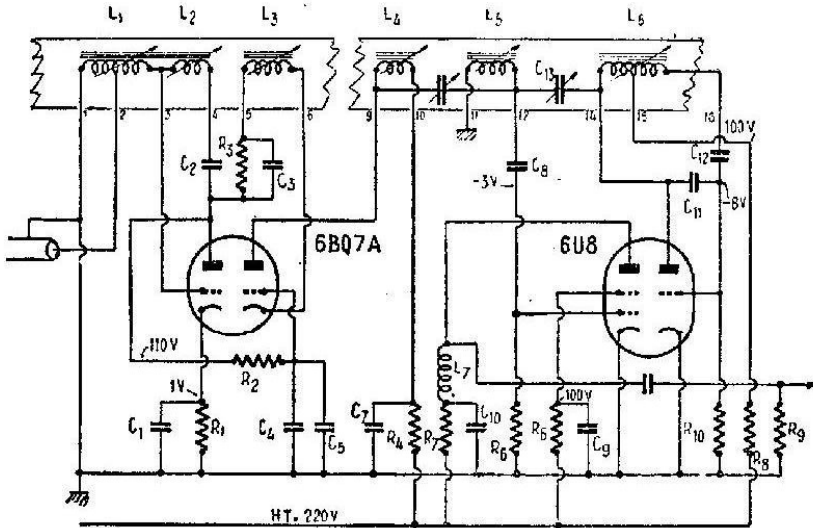 L1 L2 L3 L4 L5 L6
C13
1 2 3 4 5 6 9 10 11 12 14 15 16
100V
R3
C2
C3
C12
-3V
C8
C11
-8V
6BQ7A
6U8
110V
R2
L7
1V
100V
C1
R1
C4
C5
C7
R4
R7
C10
R6
R6
C9
R10
R8
R9
HT. 220V